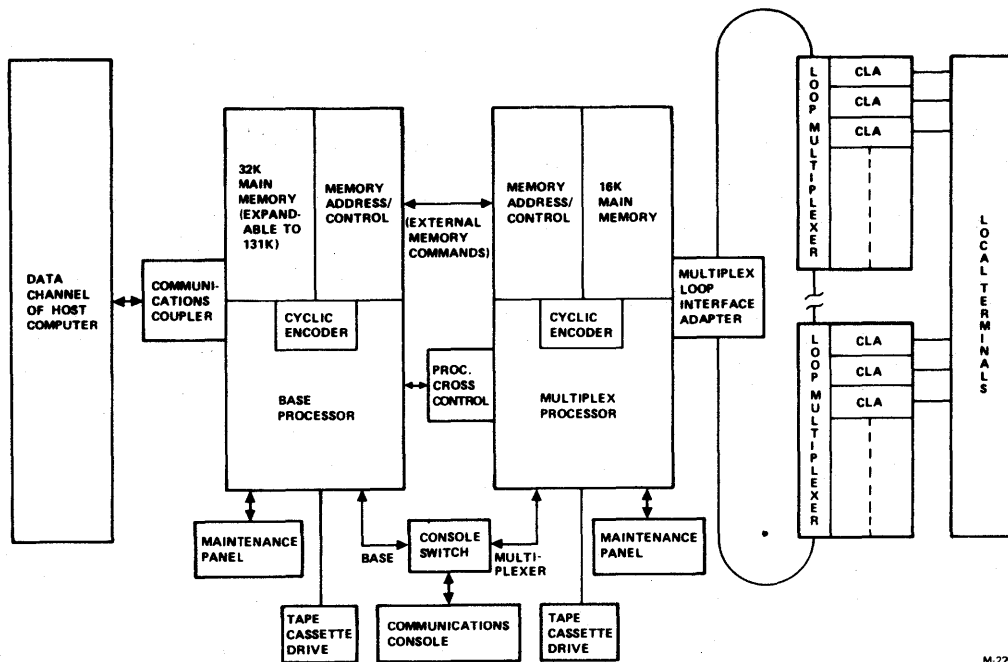 DATA
CHANNEL
OF HOST
COMPUTER
COMMUNI-
CATIONS
COUPLER
32K
MAIN
MEMORY
(EXPAND-
ABLE TO
131K)
MEMORY
ADDRESS/
CONTROL
CYCLIC
ENCODER
BASE
PROCESSOR
(EXTERNAL
MEMORY
COMMANDS)
PROC.
CROSS
CONTROL
MEMORY
ADDRESS/
CONTROL
16K
MAIN
MEMORY
CYCLIC
ENCODER
MULTIPLEX
PROCESSOR
MULTIPLEX
LOOP
INTERFACE
ADAPTER
LOOP MULTIPLEXER
CLA
CLA
CLA
LOOP MULTIPLEXER
CLA
CLA
CLA
LOCAL TERMINALS
MAINTENANCE
PANEL
BASE
CONSOLE
SWITCH
MULTI-
PLEXER
MAINTENANCE
PANEL
TAPE
CASSETTE
DRIVE
COMMUNICATIONS
CONSOLE
TAPE
CASSETTE
DRIVE
M-22